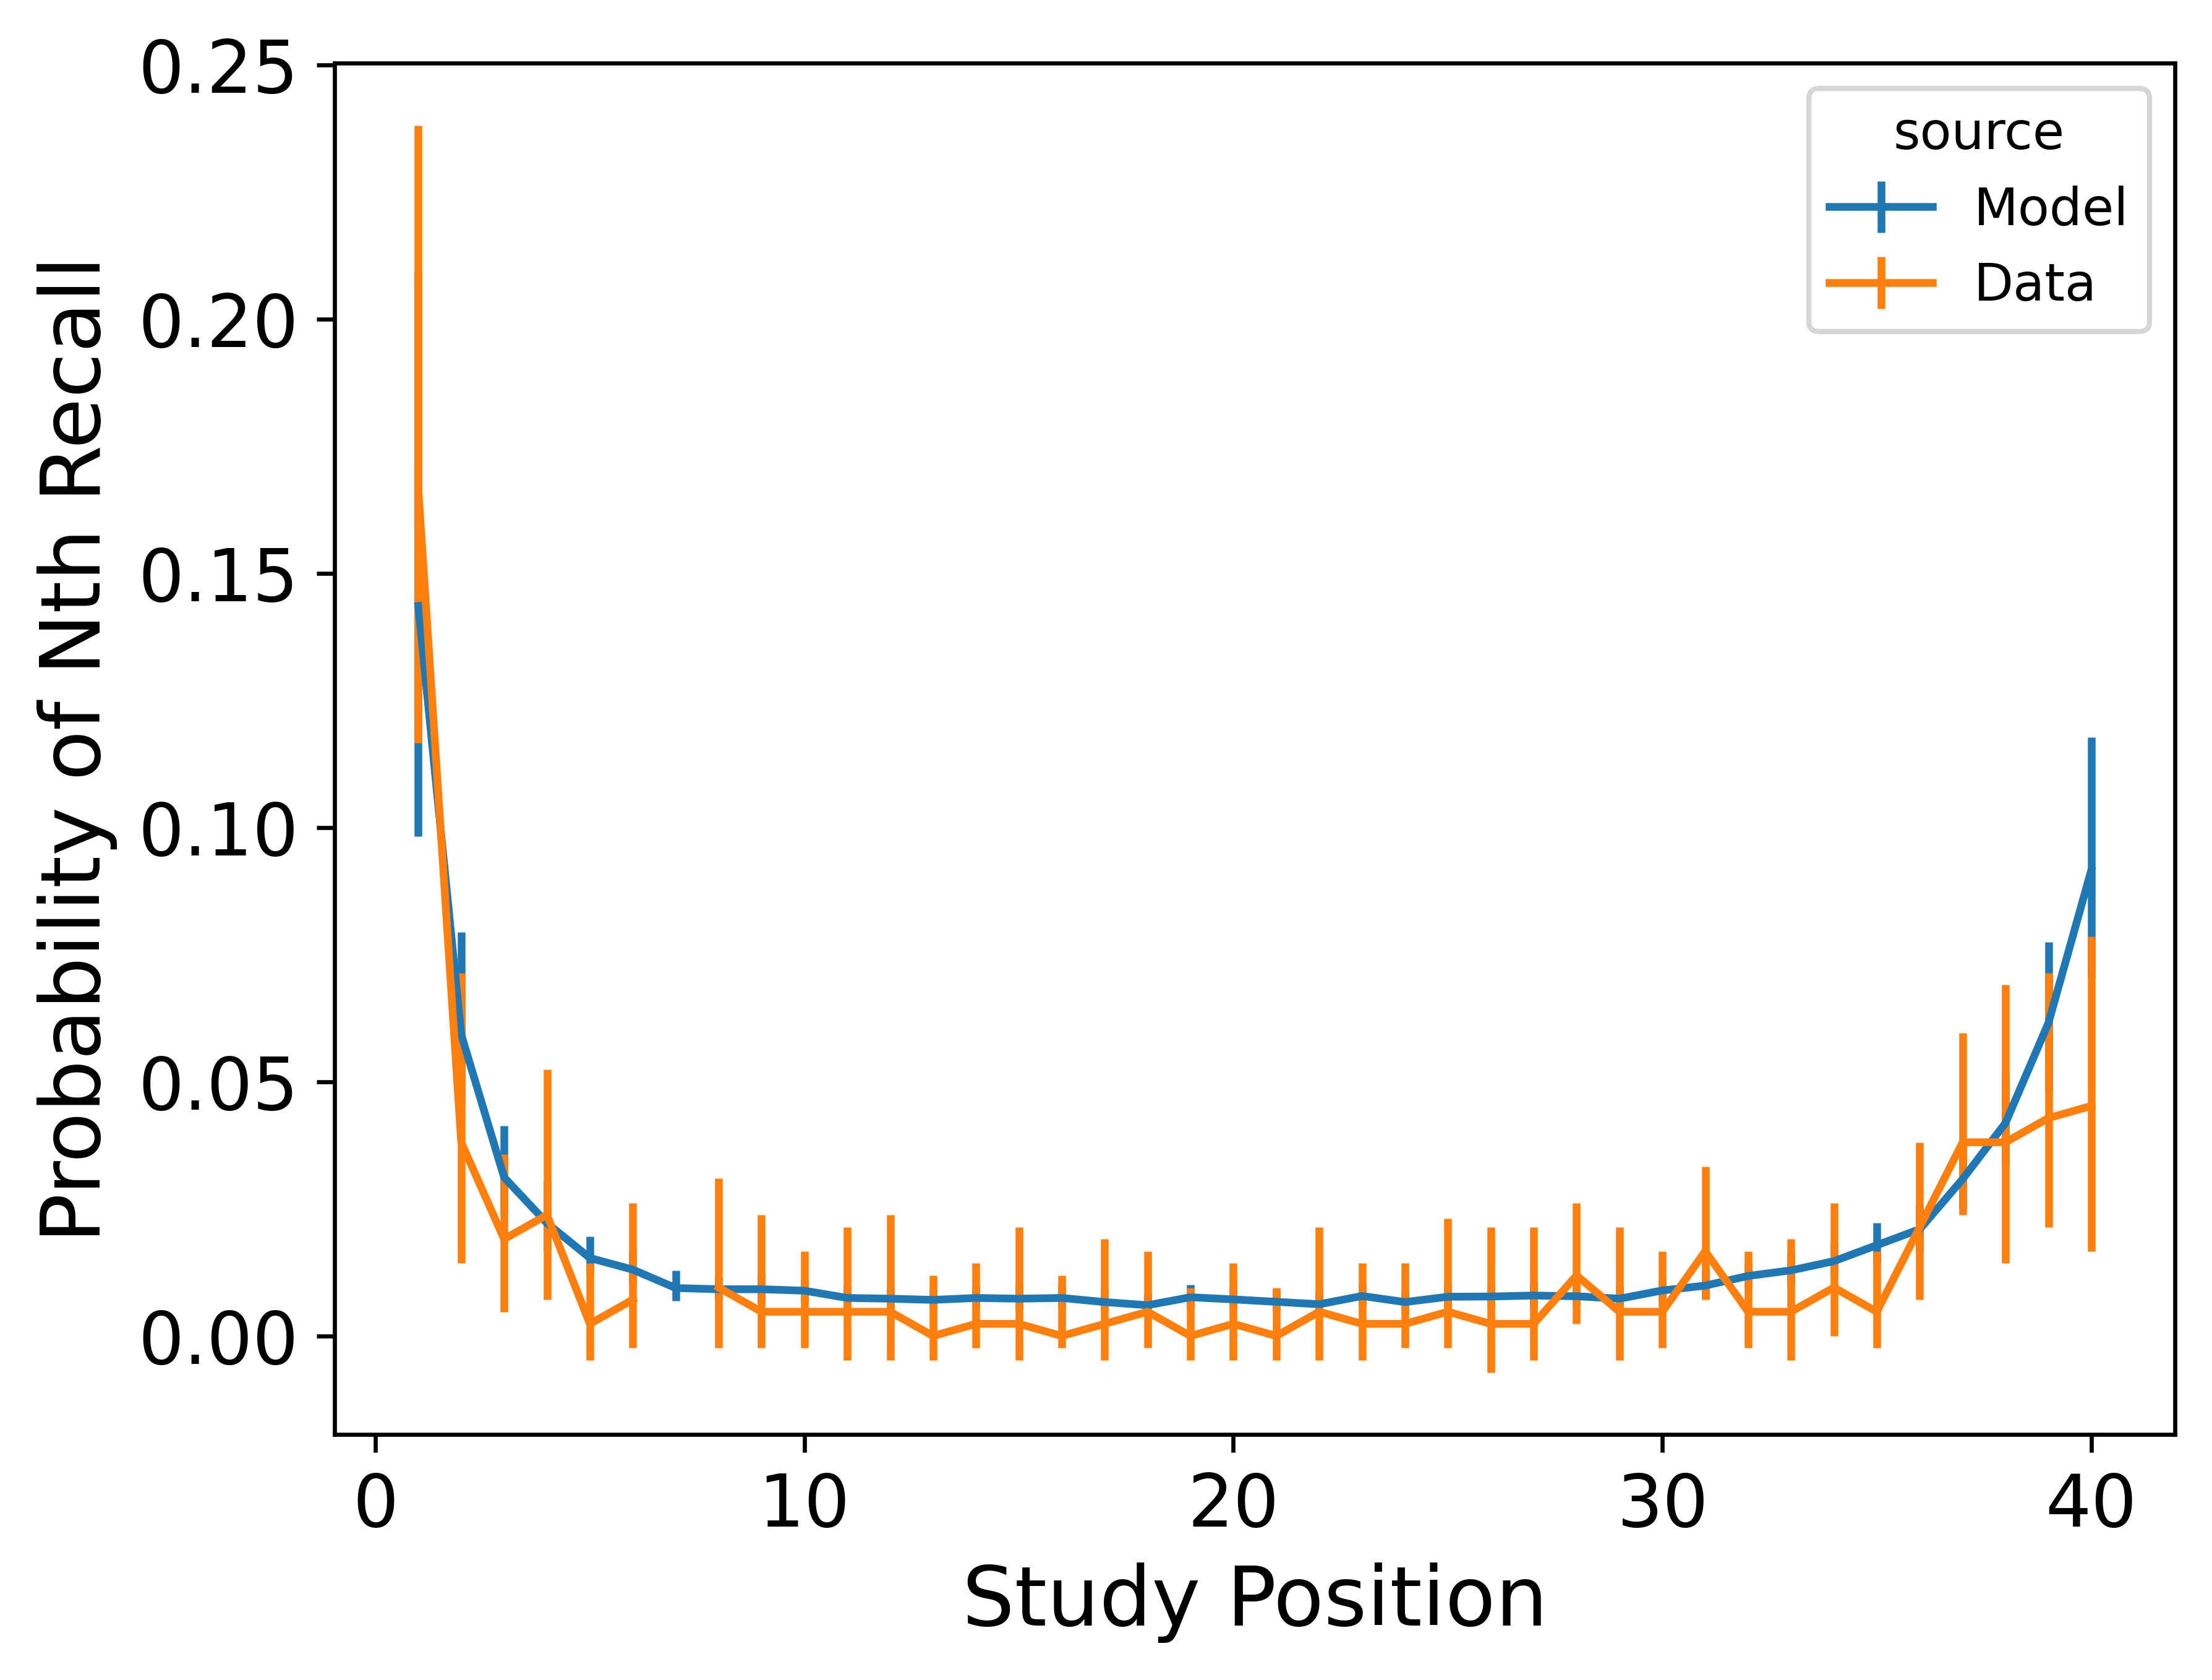 0.25
0.20
0.15
0.10
0.05
0.00
Probability of Nth Recall
source
Model
Data
0 10 20 30 40
Study Position